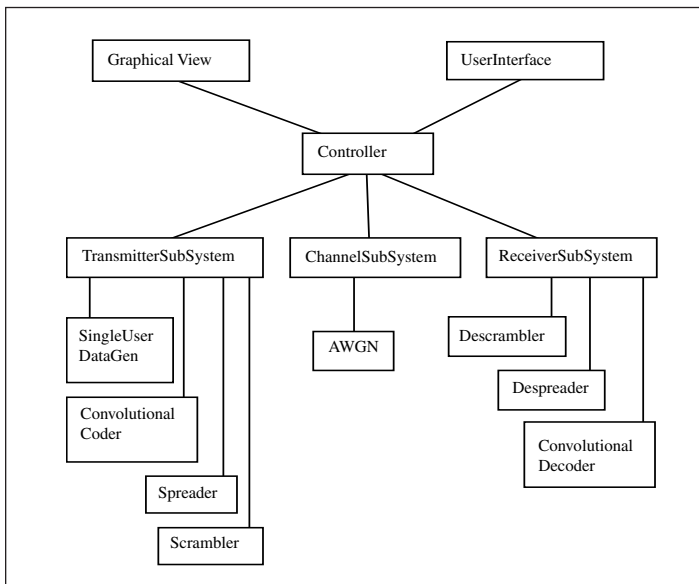 Graphical View
UserInterface
Controller
TransmitterSubSystem
ChannelSubSystem
ReceiverSubSystem
SingleUser
DataGen
AWGN
Descrambler
Despreader
Convolutional
Coder
Convolutional
Decoder
Spreader
Scrambler